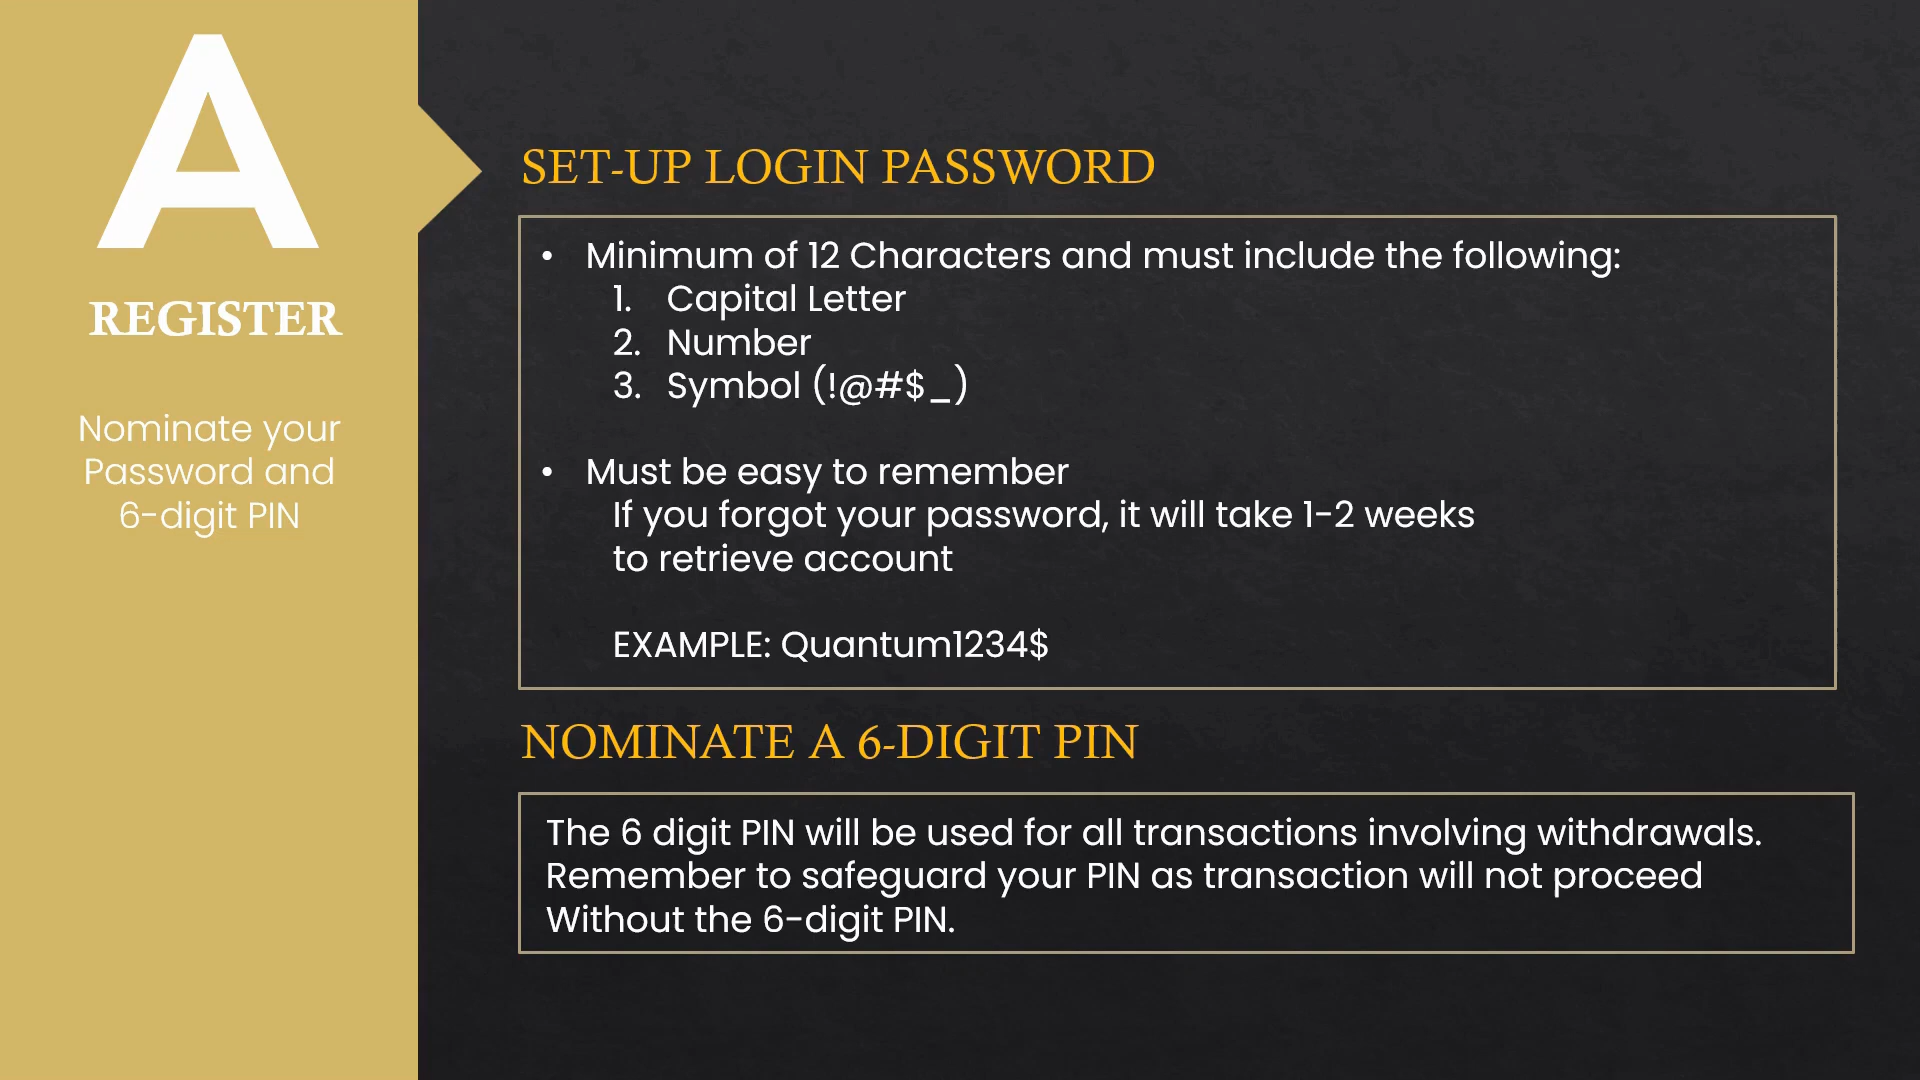 A
REGISTER
Nominate your
Password and
6-digit PIN
SET-UP LOGIN PASSWORD
• Minimum of 12 Characters and must include the following:
1. Capital Letter
2. Number
3. Symbol (!@#$_)
• Must be easy to remember
If you forgot your password, it will take 1-2 weeks
to retrieve account
EXAMPLE: Quantum1234$
NOMINATE A 6-DIGIT PIN
The 6 digit PIN will be used for all transactions involving withdrawals.
Remember to safeguard your PIN as transaction will not proceed
Without the 6-digit PIN.